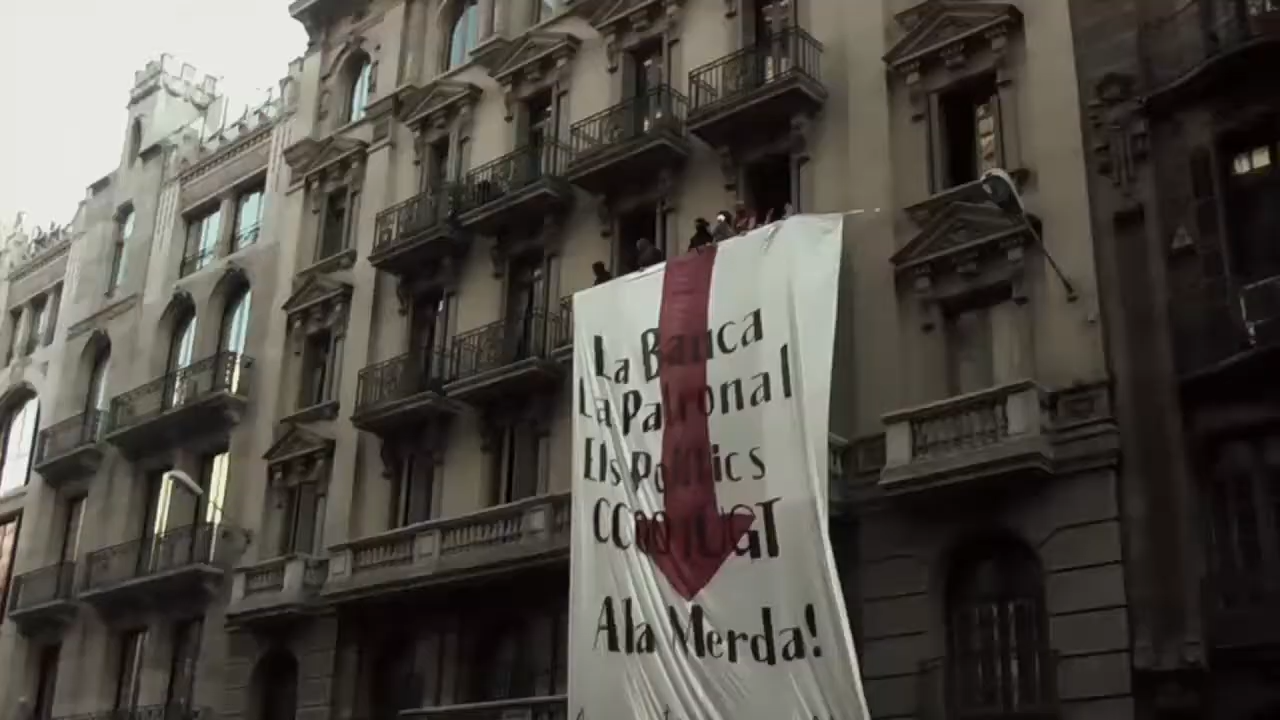 La Banca
La Patronal
Els Polítics
CCOO I UGT
A la Merda!